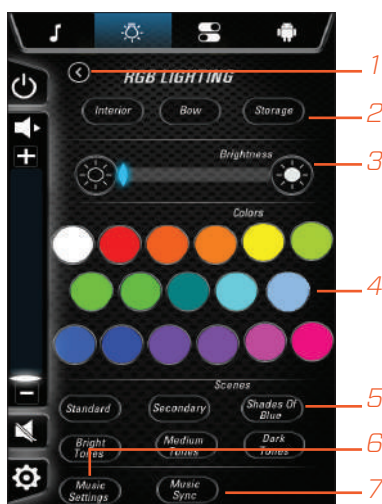 1
RGB LIGHTING
Interior Bow Storage
2
Brightness
3
Colors
4
Scenes
Standard Secondary Shades Of Blue
5
Bright Tones Medium Tones Dark Tones
6
Music Settings Music Sync
7